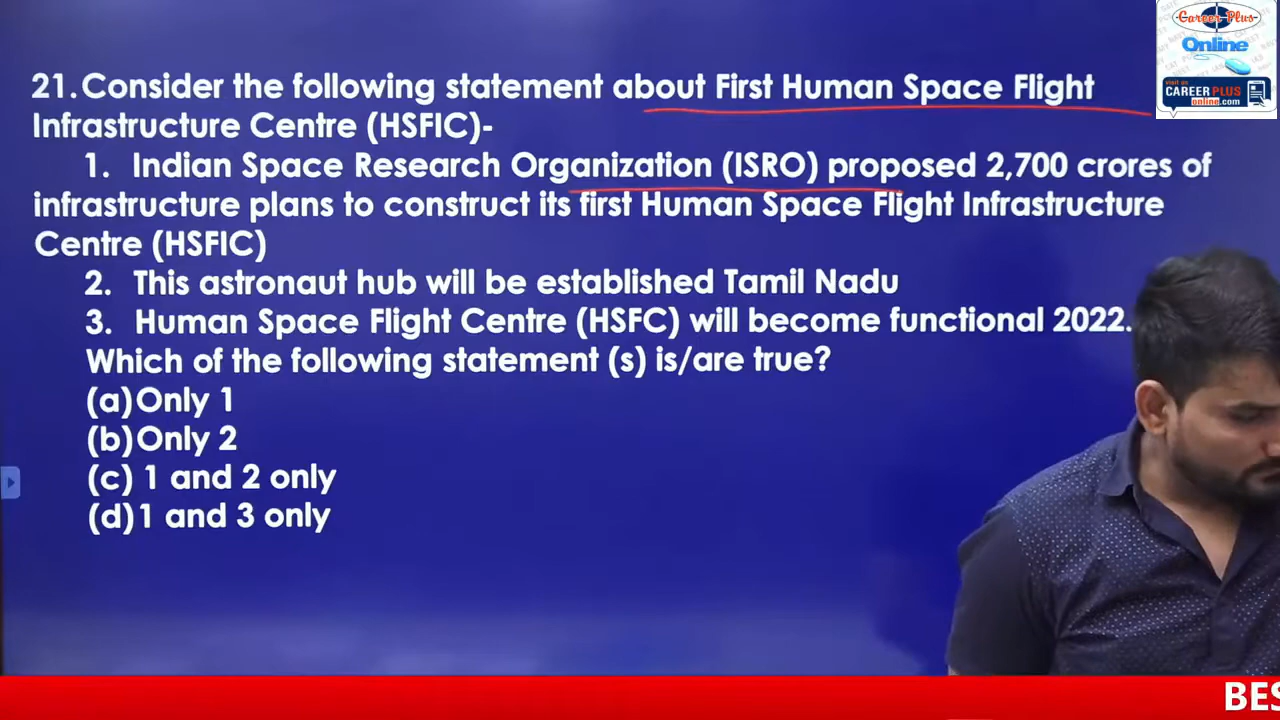 Career Plus
Online
visit us
CAREER PLUS
online.com
21. Consider the following statement about First Human Space Flight
Infrastructure Centre (HSFIC)-
1. Indian Space Research Organization (ISRO) proposed 2,700 crores of
infrastructure plans to construct its first Human Space Flight Infrastructure
Centre (HSFIC)
2. This astronaut hub will be established Tamil Nadu
3. Human Space Flight Centre (HSFC) will become functional 2022.
Which of the following statement (s) is/are true?
(a) Only 1
(b) Only 2
(c) 1 and 2 only
(d) 1 and 3 only
BES